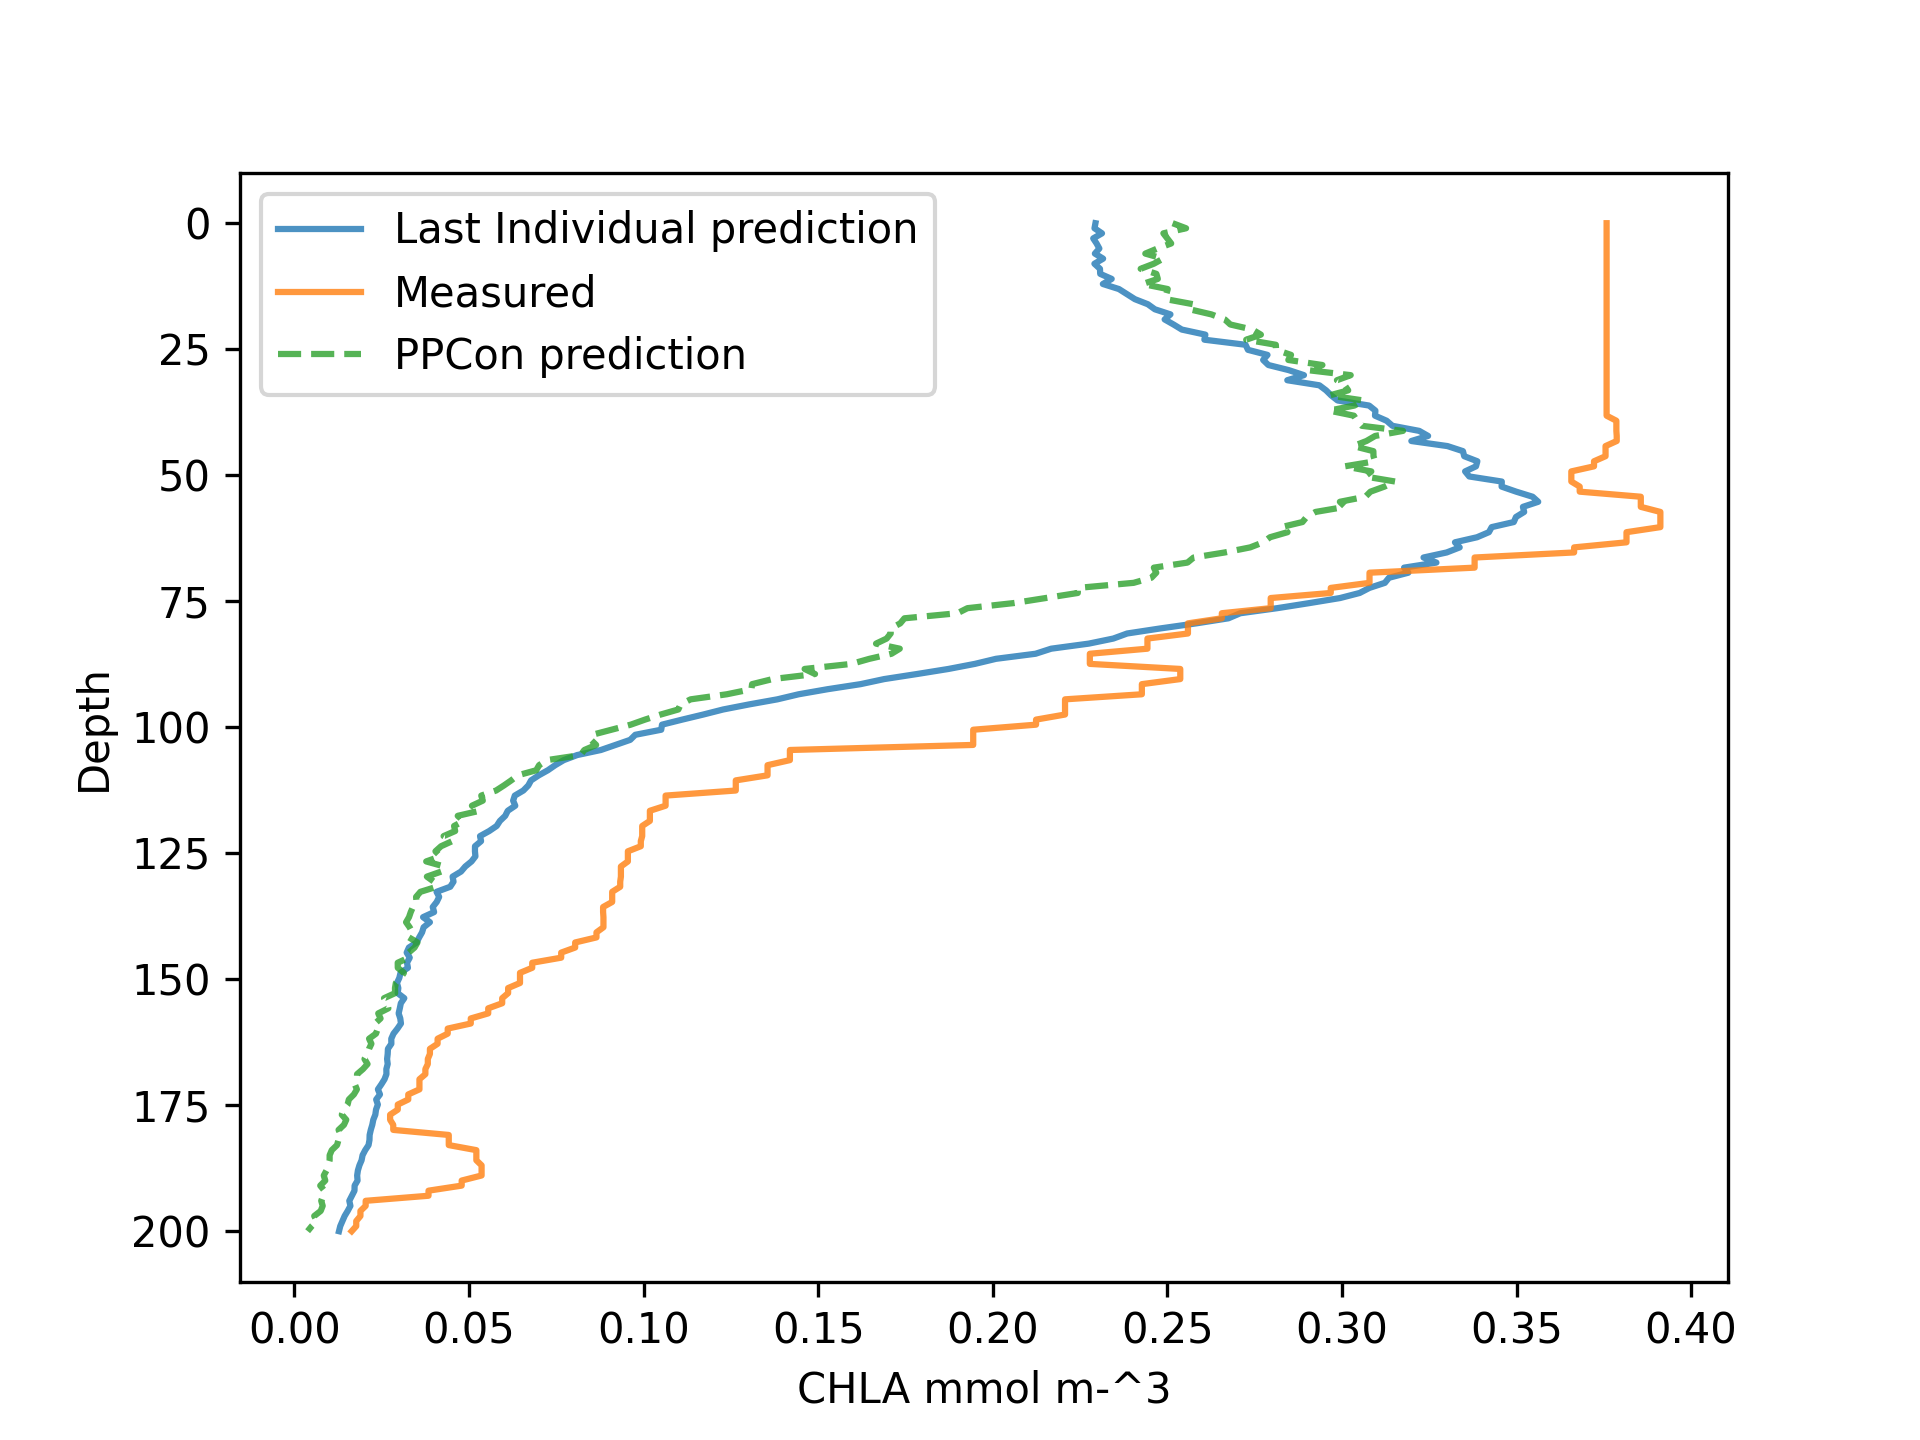 Last Individual prediction
Measured
PPCon prediction
0
25
50
75
100
125
150
175
200
Depth
0.00 0.05 0.10 0.15 0.20 0.25 0.30 0.35 0.40
CHLA mmol m-^3